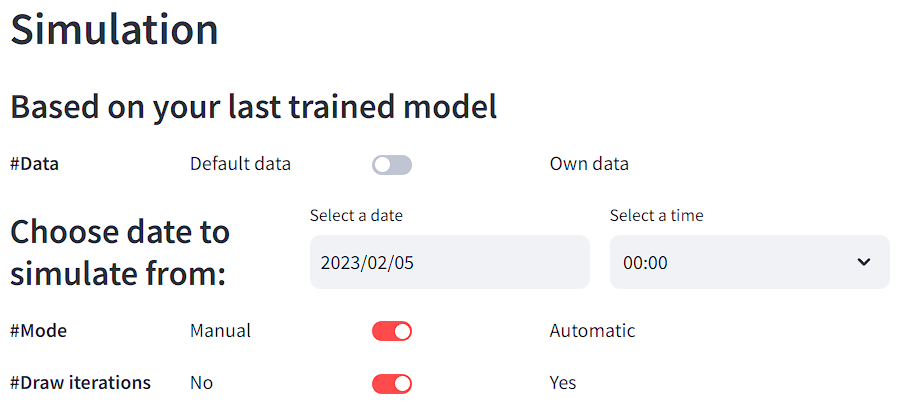 Simulation
Based on your last trained model
#Data Default data Own data
Select a date Select a time
Choose date to
simulate from:
2023/02/05 00:00
#Mode Manual Automatic
#Draw iterations No Yes